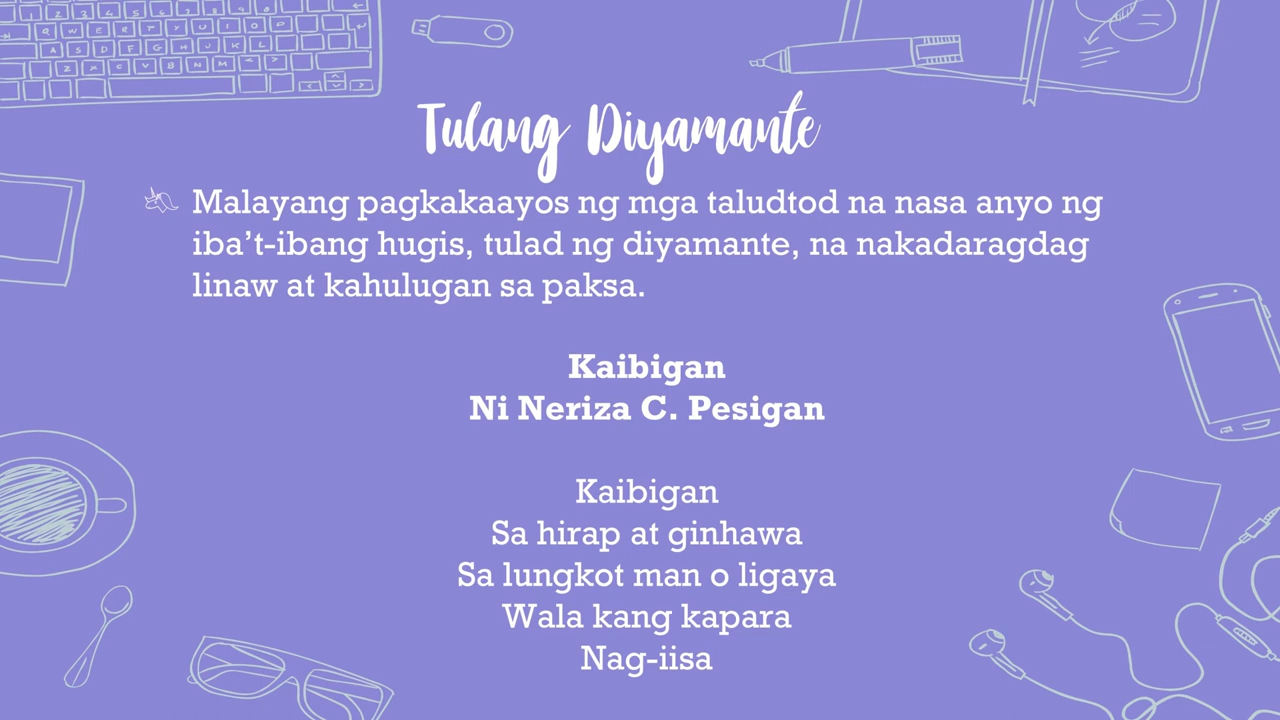 Tulang Diyamante
Malayang pagkakaayos ng mga taludtod na nasa anyo ng
iba't-ibang hugis, tulad ng diyamante, na nakadaragdag
linaw at kahulugan sa paksa.
Kaibigan
Ni Neriza C. Pesigan
Kaibigan
Sa hirap at ginhawa
Sa lungkot man o ligaya
Wala kang kapara
Nag-iisa